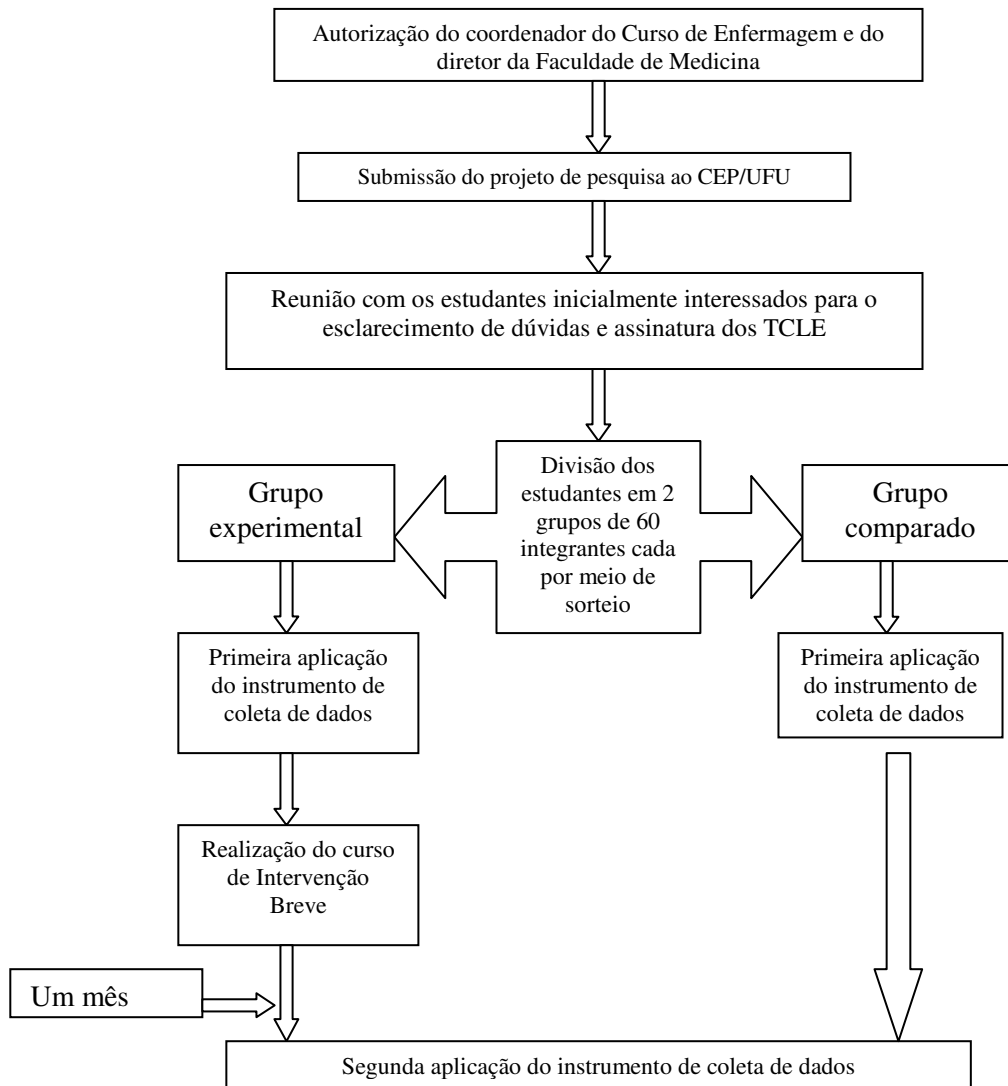 Autorização do coordenador do Curso de Enfermagem e do
diretor da Faculdade de Medicina
Submissão do projeto de pesquisa ao CEP/UFU
Reunião com os estudantes inicialmente interessados para o
esclarecimento de dúvidas e assinatura dos TCLE
Divisão dos
estudantes em 2
grupos de 60
integrantes cada
por meio de
sorteio
Grupo
experimental
Grupo
comparado
Primeira aplicação
do instrumento de
coleta de dados
Primeira aplicação
do instrumento de
coleta de dados
Realização do curso
de Intervenção
Breve
Um mês
Segunda aplicação do instrumento de coleta de dados